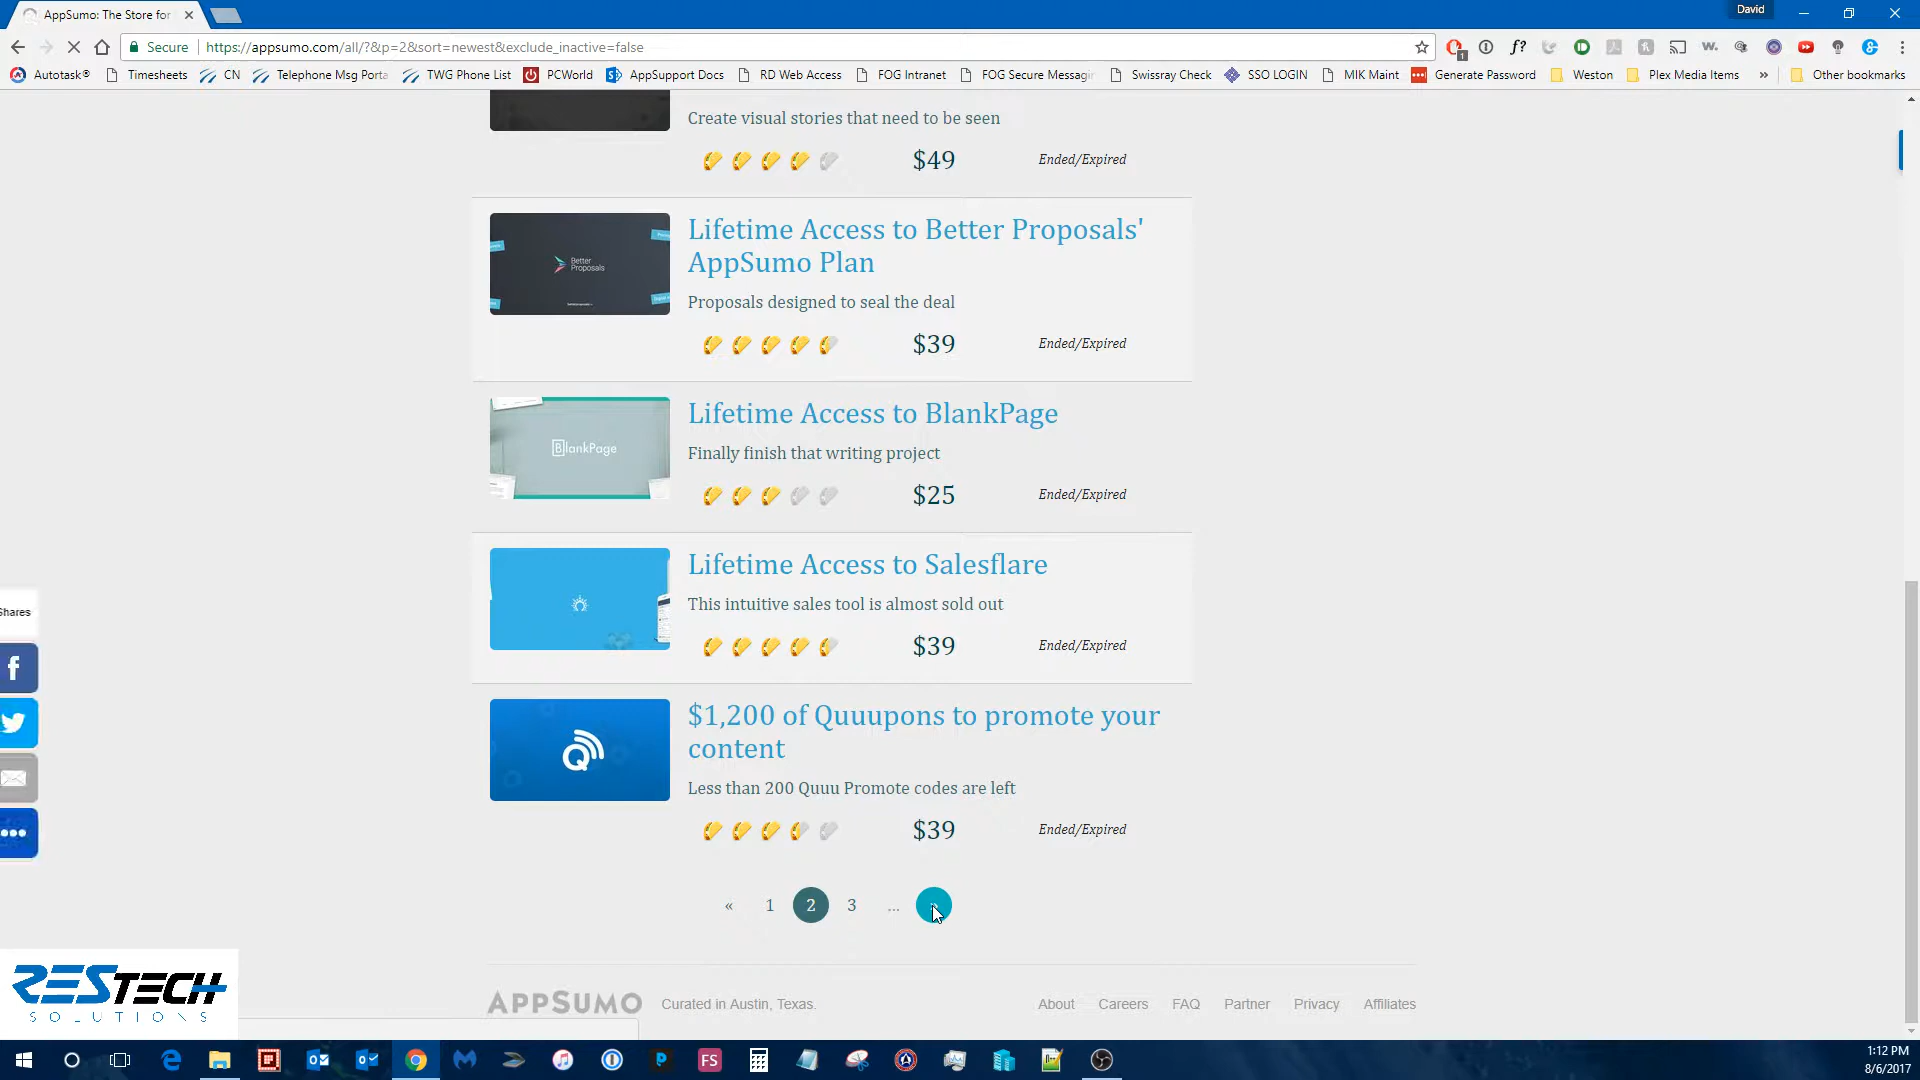 AppSumo: The Store for
David
Secure
https://appsumo.com/all/?&p=2&sort=newest&exclude_inactive=false
Autotask®
Timesheets
CN
Telephone Msg Porta
TWG Phone List
PCWorld
AppSupport Docs
RD Web Access
FOG Intranet
FOG Secure Messagin
Swissray Check
SSO LOGIN
MIK Maint
Generate Password
Weston
Plex Media Items
»
Other bookmarks
Create visual stories that need to be seen
$49
Ended/Expired
Better
Proposals
Lifetime Access to Better Proposals'
AppSumo Plan
Proposals designed to seal the deal
$39
Ended/Expired
BlankPage
Lifetime Access to BlankPage
Finally finish that writing project
$25
Ended/Expired
Lifetime Access to Salesflare
This intuitive sales tool is almost sold out
$39
Ended/Expired
Shares
$1,200 of Quuupons to promote your
content
Less than 200 Quuu Promote codes are left
$39
Ended/Expired
« 1 2 3 ...
APPSUMO
Curated in Austin, Texas.
About
Careers
FAQ
Partner
Privacy
Affiliates
RESTECH
SOLUTIONS
FS
1:12 PM
8/6/2017